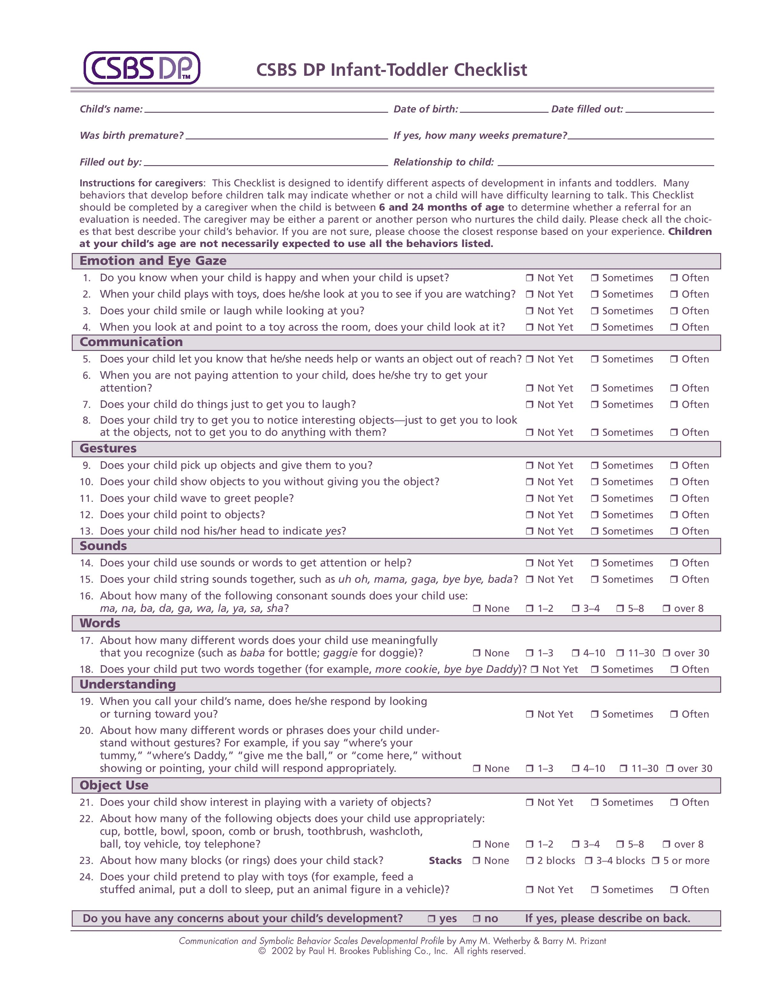 CSBS DP™
CSBS DP Infant-Toddler Checklist
Child’s name: Date of birth: Date filled out:
Was birth premature? If yes, how many weeks premature?
Filled out by: Relationship to child:
Instructions for caregivers: This Checklist is designed to identify different aspects of development in infants and toddlers. Many
behaviors that develop before children talk may indicate whether or not a child will have difficulty learning to talk. This Checklist
should be completed by a caregiver when the child is between 6 and 24 months of age to determine whether a referral for an
evaluation is needed. The caregiver may be either a parent or another person who nurtures the child daily. Please check all the choic-
es that best describe your child’s behavior. If you are not sure, please choose the closest response based on your experience. Children
at your child’s age are not necessarily expected to use all the behaviors listed.
Emotion and Eye Gaze
1. Do you know when your child is happy and when your child is upset? ❒ Not Yet ❒ Sometimes ❒ Often
2. When your child plays with toys, does he/she look at you to see if you are watching? ❒ Not Yet ❒ Sometimes ❒ Often
3. Does your child smile or laugh while looking at you? ❒ Not Yet ❒ Sometimes ❒ Often
4. When you look at and point to a toy across the room, does your child look at it? ❒ Not Yet ❒ Sometimes ❒ Often
Communication
5. Does your child let you know that he/she needs help or wants an object out of reach? ❒ Not Yet ❒ Sometimes ❒ Often
6. When you are not paying attention to your child, does he/she try to get your
attention? ❒ Not Yet ❒ Sometimes ❒ Often
7. Does your child do things just to get you to laugh? ❒ Not Yet ❒ Sometimes ❒ Often
8. Does your child try to get you to notice interesting objects—just to get you to look
at the objects, not to get you to do anything with them? ❒ Not Yet ❒ Sometimes ❒ Often
Gestures
9. Does your child pick up objects and give them to you? ❒ Not Yet ❒ Sometimes ❒ Often
10. Does your child show objects to you without giving you the object? ❒ Not Yet ❒ Sometimes ❒ Often
11. Does your child wave to greet people? ❒ Not Yet ❒ Sometimes ❒ Often
12. Does your child point to objects? ❒ Not Yet ❒ Sometimes ❒ Often
13. Does your child nod his/her head to indicate yes? ❒ Not Yet ❒ Sometimes ❒ Often
Sounds
14. Does your child use sounds or words to get attention or help? ❒ Not Yet ❒ Sometimes ❒ Often
15. Does your child string sounds together, such as uh oh, mama, gaga, bye bye, bada? ❒ Not Yet ❒ Sometimes ❒ Often
16. About how many of the following consonant sounds does your child use:
ma, na, ba, da, ga, wa, la, ya, sa, sha? ❒ None ❒ 1–2 ❒ 3–4 ❒ 5–8 ❒ over 8
Words
17. About how many different words does your child use meaningfully
that you recognize (such as baba for bottle; gaggie for doggie)? ❒ None ❒ 1–3 ❒ 4–10 ❒ 11–30 ❒ over 30
18. Does your child put two words together (for example, more cookie, bye bye Daddy)? ❒ Not Yet ❒ Sometimes ❒ Often
Understanding
19. When you call your child’s name, does he/she respond by looking
or turning toward you? ❒ Not Yet ❒ Sometimes ❒ Often
20. About how many different words or phrases does your child under-
stand without gestures? For example, if you say “where’s your
tummy,” “where’s Daddy,” “give me the ball,” or “come here,” without
showing or pointing, your child will respond appropriately. ❒ None ❒ 1–3 ❒ 4–10 ❒ 11–30 ❒ over 30
Object Use
21. Does your child show interest in playing with a variety of objects? ❒ Not Yet ❒ Sometimes ❒ Often
22. About how many of the following objects does your child use appropriately:
cup, bottle, bowl, spoon, comb or brush, toothbrush, washcloth,
ball, toy vehicle, toy telephone? ❒ None ❒ 1–2 ❒ 3–4 ❒ 5–8 ❒ over 8
23. About how many blocks (or rings) does your child stack? Stacks ❒ None ❒ 2 blocks ❒ 3–4 blocks ❒ 5 or more
24. Does your child pretend to play with toys (for example, feed a
stuffed animal, put a doll to sleep, put an animal figure in a vehicle)? ❒ Not Yet ❒ Sometimes ❒ Often
Do you have any concerns about your child’s development? ❒ yes ❒ no If yes, please describe on back.
Communication and Symbolic Behavior Scales Developmental Profile by Amy M. Wetherby & Barry M. Prizant
© 2002 by Paul H. Brookes Publishing Co., Inc. All rights reserved.